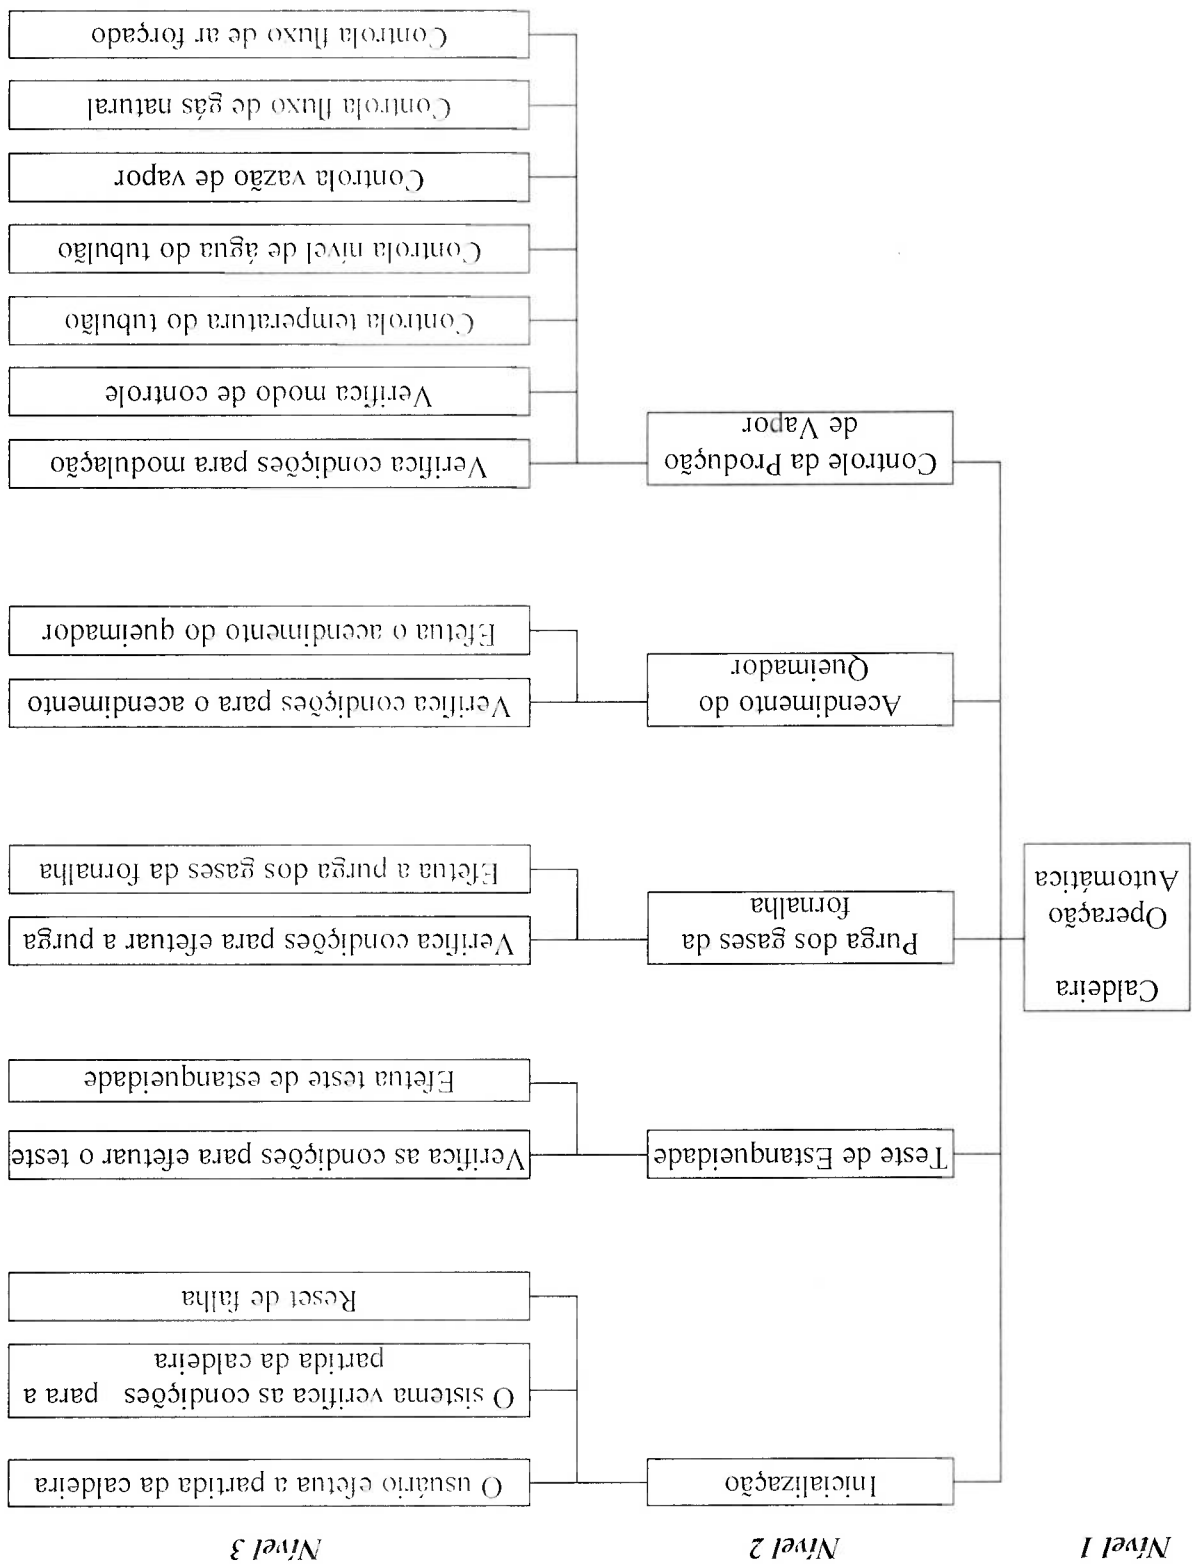 Nível 1
Nível 2
Nível 3
Caldeira
Operação
Automática
Inicialização
O usuário efetua a partida da caldeira
O sistema verifica as condições para a
partida da caldeira
Reset de falha
Teste de Estanqueidade
Verifica as condições para efetuar o teste
Efetua teste de estanqueidade
Purga dos gases da
fornalha
Verifica condições para efetuar a purga
Efetua a purga dos gases da fornalha
Acendimento do
Queimador
Verifica condições para o acendimento
Efetua o acendimento do queimador
Controle da Produção
de Vapor
Verifica condições para modulação
Verifica modo de controle
Controla temperatura do tubulão
Controla nível de água do tubulão
Controla vazão de vapor
Controla fluxo de gás natural
Controla fluxo de ar forçado